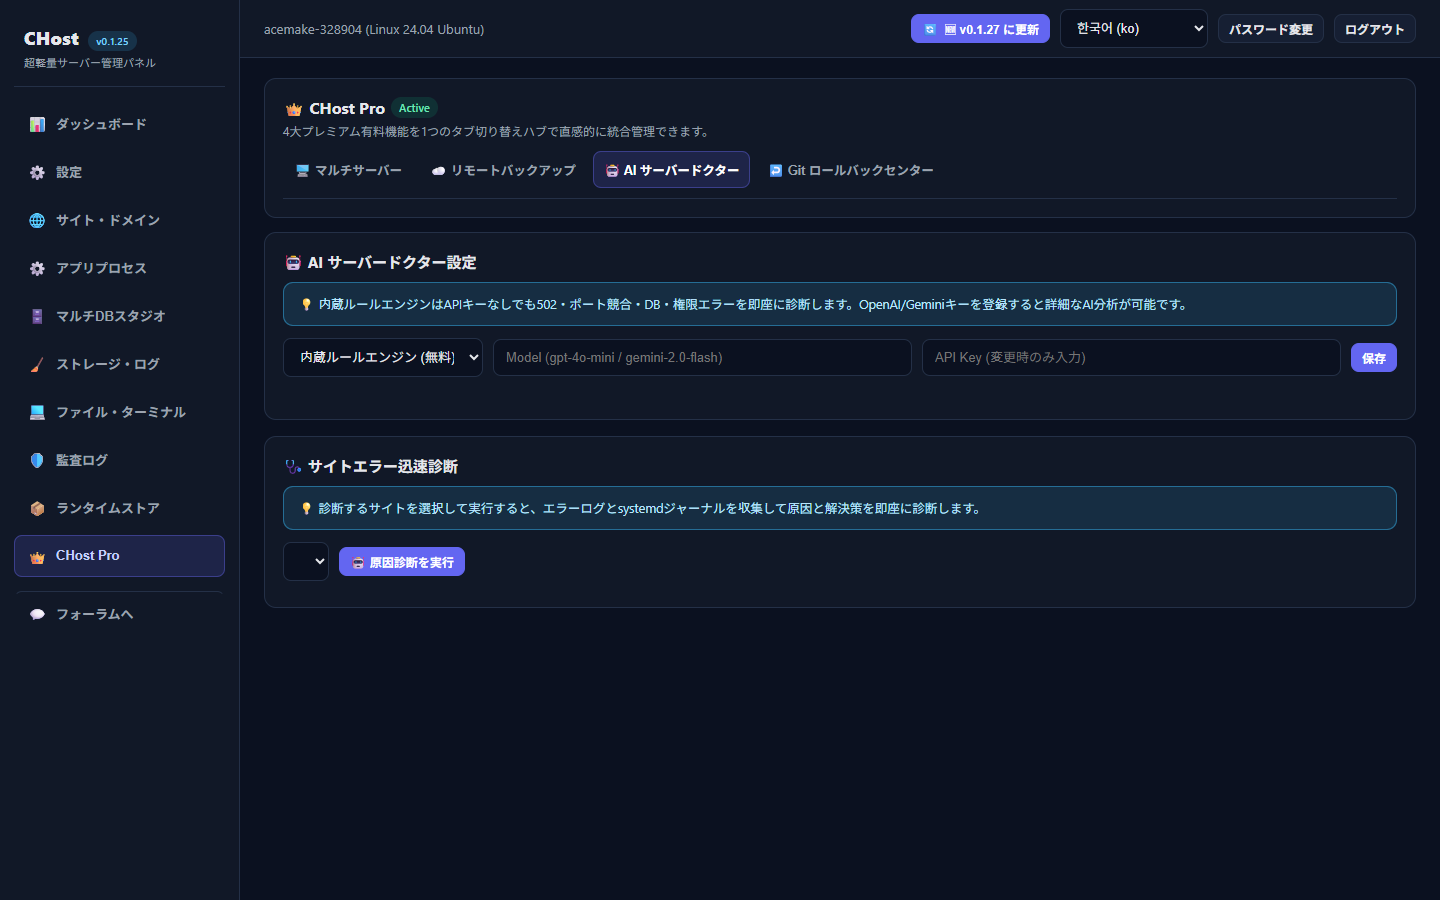 CHost v0.1.25
超軽量サーバー管理パネル
ダッシュボード
設定
サイト・ドメイン
アプリプロセス
マルチDBスタジオ
ストレージ・ログ
ファイル・ターミナル
監査ログ
ランタイムストア
CHost Pro
フォーラムへ
acemake-328904 (Linux 24.04 Ubuntu)
🆕 v0.1.27 に更新
한국어 (ko)
パスワード変更
ログアウト
CHost Pro Active
4大プレミアム有料機能を1つのタブ切り替えハブで直感的に統合管理できます。
マルチサーバー
リモートバックアップ
AI サーバードクター
Git ロールバックセンター
AI サーバードクター設定
内蔵ルールエンジンはAPIキーなしでも502・ポート競合・DB・権限エラーを即座に診断します。OpenAI/Geminiキーを登録すると詳細なAI分析が可能です。
内蔵ルールエンジン (無料)
Model (gpt-4o-mini / gemini-2.0-flash)
API Key (変更時のみ入力)
保存
サイトエラー迅速診断
診断するサイトを選択して実行すると、エラーログとsystemdジャーナルを収集して原因と解決策を即座に診断します。
原因診断を実行